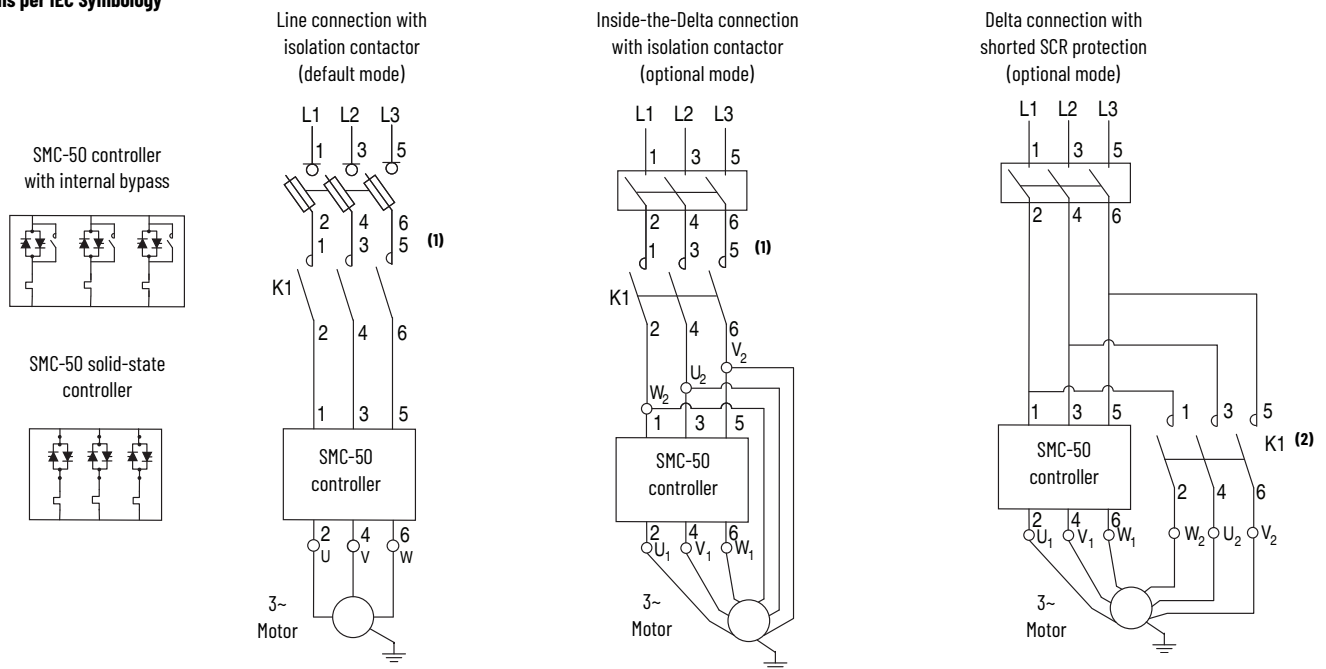 per IEC Symbology
SMC-50 controller
with internal bypass
SMC-50 solid-state
controller
Line connection with
isolation contactor
(default mode)
L1 L2 L3
1 3 5
2 4 6
1 3 5 (1)
K1
2 4 6
1 3 5
SMC-50
controller
2 4 6
U V W
3~
Motor
Inside-the-Delta connection
with isolation contactor
(optional mode)
L1 L2 L3
1 3 5
2 4 6
1 3 5 (1)
K1
2 4 6
V2
U2
W2
1 3 5
SMC-50
controller
2 4 6
U1 V1 W1
3~
Motor
Delta connection with
shorted SCR protection
(optional mode)
L1 L2 L3
1 3 5
2 4 6
1 3 5
1 3 5
K1 (2)
SMC-50
controller
2 4 6
2 4 6
U1 V1 W1
W2 U2 V2
3~
Motor